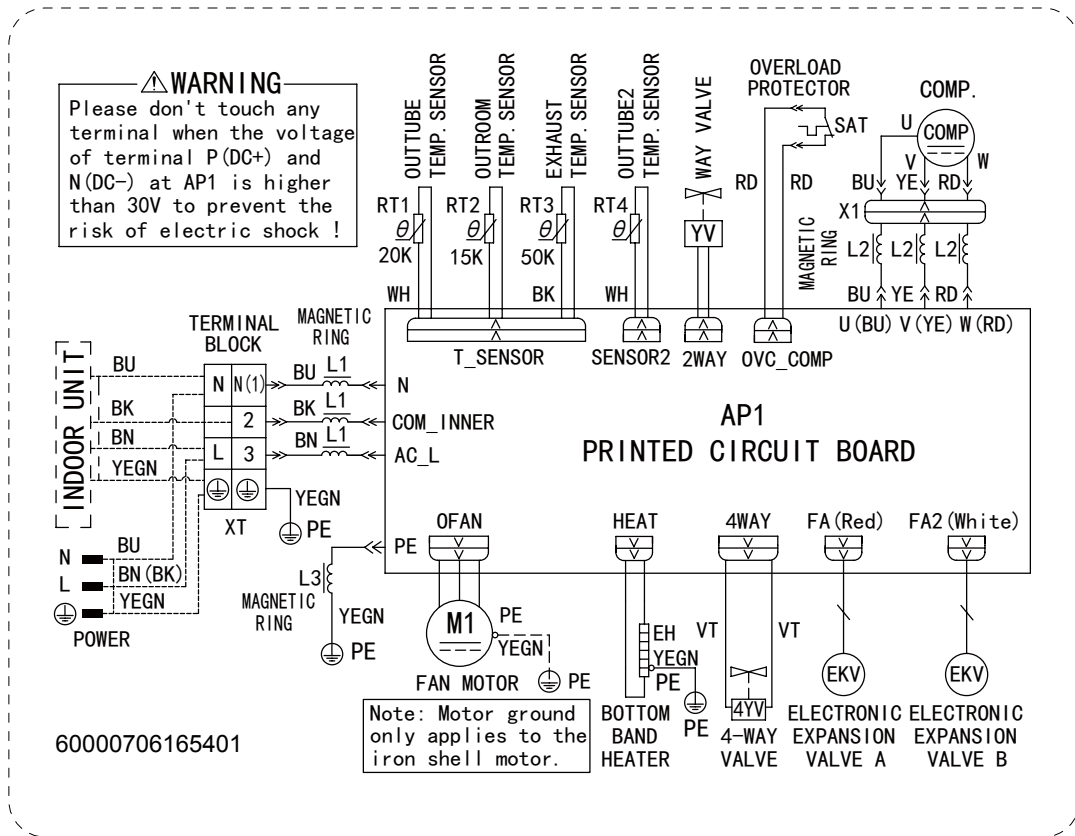 WARNING
Please don't touch any
terminal when the voltage
of terminal P(DC+) and
N(DC-) at AP1 is higher
than 30V to prevent the
risk of electric shock !
OUTTUBE
TEMP. SENSOR
OUTROOM
TEMP. SENSOR
EXHAUST
TEMP. SENSOR
OUTTUBE2
TEMP. SENSOR
WAY VALVE
OVERLOAD
PROTECTOR
SAT
COMP.
COMP
U
V
W
RD
RD
BU
YE
RD
X1
RT1
RT2
RT3
RT4
θ
θ
θ
θ
20K
15K
50K
YV
MAGNETIC
RING
L2
L2
L2
WH
BK
WH
BU
YE
RD
U(BU) V(YE) W(RD)
T_SENSOR
SENSOR2
2WAY
OVC_COMP
TERMINAL
BLOCK
MAGNETIC
RING
INDOOR UNIT
BU
BK
BN
YEGN
N
N(1)
2
L
3
XT
BU
L1
BK
L1
BN
L1
N
COM_INNER
AC_L
AP1
PRINTED CIRCUIT BOARD
YEGN
PE
PE
OFAN
HEAT
4WAY
FA(Red)
FA2(White)
N
L
BU
BN(BK)
YEGN
POWER
L3
MAGNETIC
RING
YEGN
PE
M1
PE
YEGN
PE
FAN MOTOR
EH
YEGN
PE
PE
VT
VT
4YV
EKV
EKV
BOTTOM
BAND
HEATER
4-WAY
VALVE
ELECTRONIC
EXPANSION
VALVE A
ELECTRONIC
EXPANSION
VALVE B
Note: Motor ground
only applies to the
iron shell motor.
60000706165401